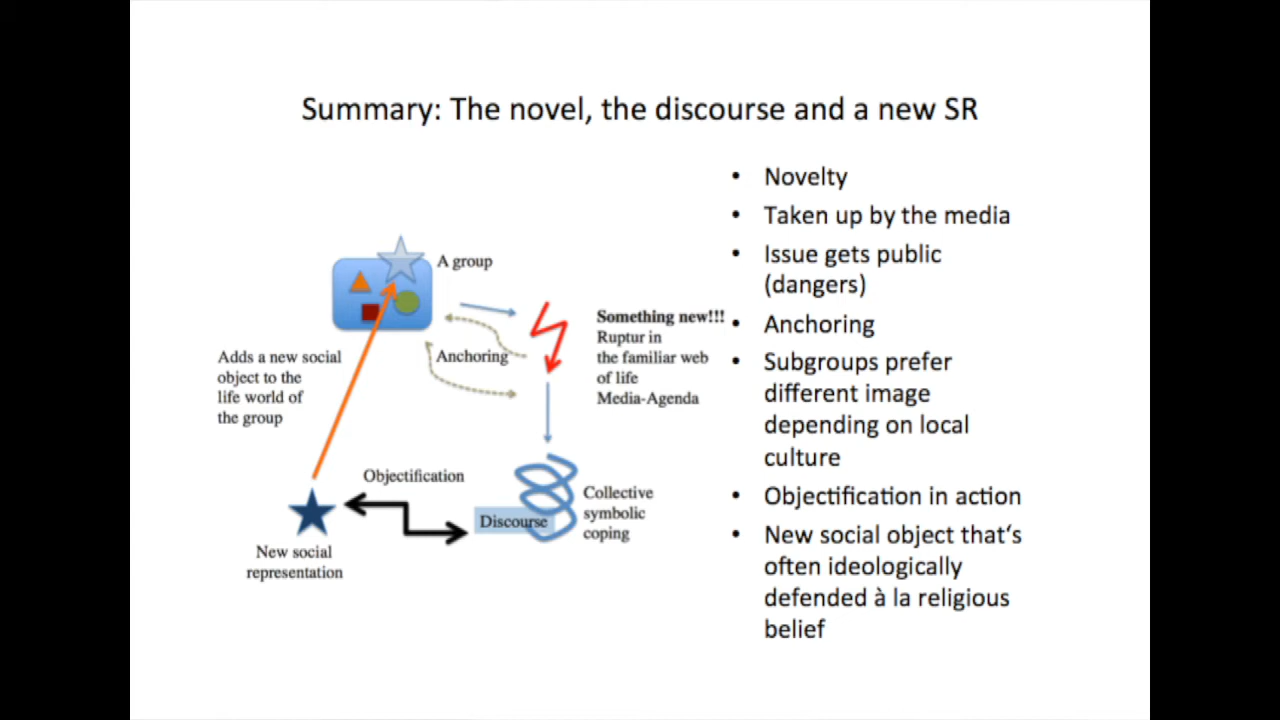 Summary: The novel, the discourse and a new SR
A group
Something new!!!
Ruptur in
the familiar web
of life
Media-Agenda
Anchoring
Adds a new social
object to the
life world of
the group
Objectification
Discourse
Collective
symbolic
coping
New social
representation
• Novelty
• Taken up by the media
• Issue gets public
(dangers)
• Anchoring
• Subgroups prefer
different image
depending on local
culture
• Objectification in action
• New social object that‘s
often ideologically
defended à la religious
belief